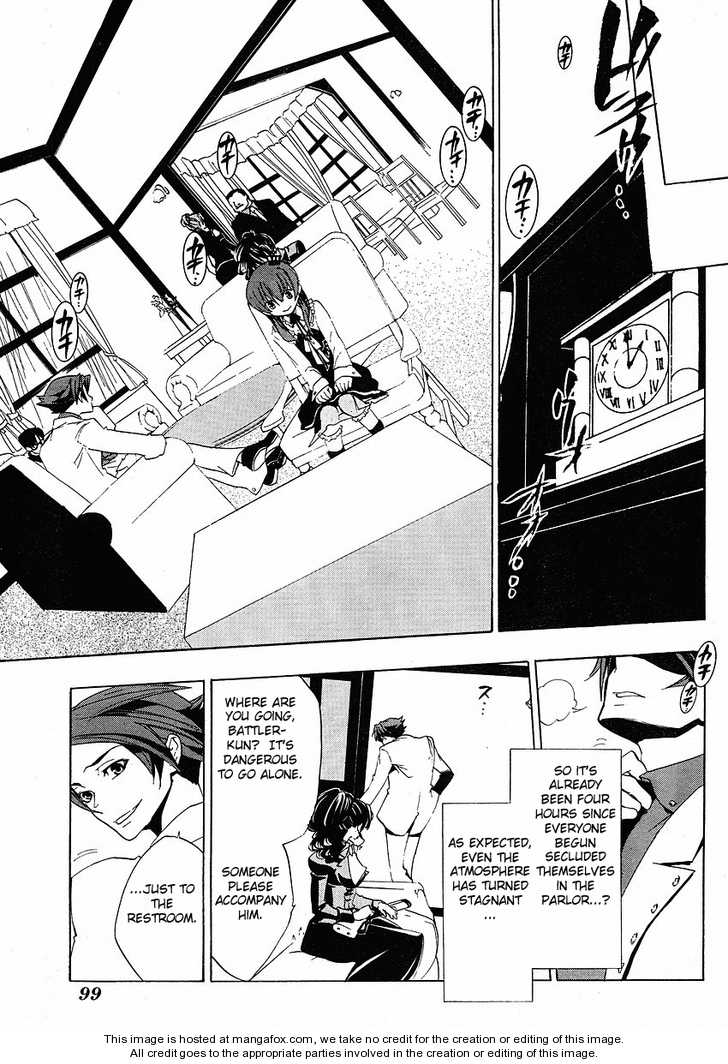 カチ
カチ…
カチ…
カチ…
カチ…
カチ…
カチ…
XII
カチ…
カチ…
SO IT'S
ALREADY
BEEN FOUR
HOURS SINCE
EVERYONE
BEGUN
SECLUDED
THEMSELVES
IN THE
PARLOR...?
ス…
AS EXPECTED,
EVEN THE
ATMOSPHERE
HAS TURNED
STAGNANT
...
WHERE ARE
YOU GOING,
BATTLER-
KUN? IT'S
DANGEROUS
TO GO ALONE.
SOMEONE
PLEASE
ACCOMPANY
HIM.
...JUST TO
THE
RESTROOM.
99
This image is hosted at mangafox.com, we take no credit for the creation or editing of this image.
All credit goes to the appropriate parties involved in the creation or editing of this image.